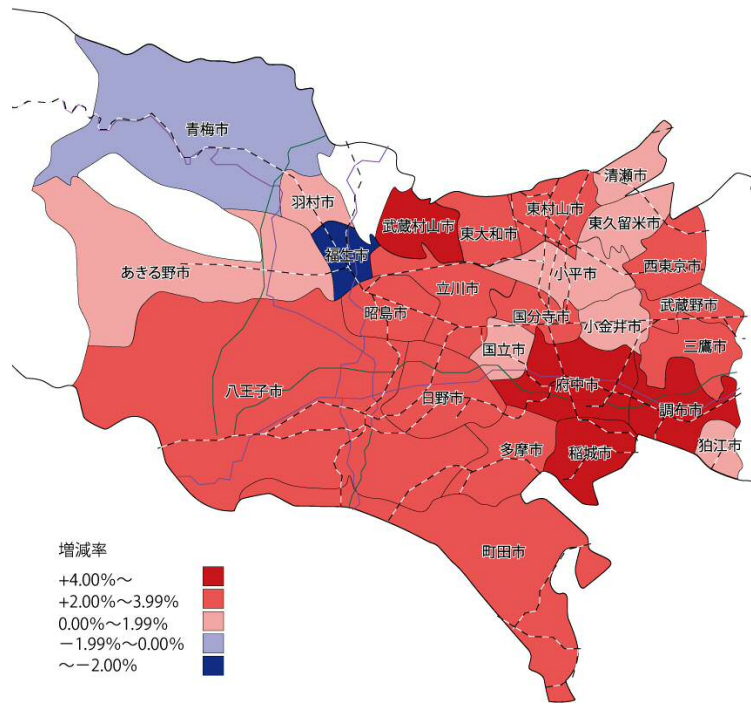 青梅市
羽村市
清瀬市
武蔵村山市
東大和市
東村山市
東久留米市
福生市
あきる野市
小平市
西東京市
立川市
昭島市
国分寺市
小金井市
武蔵野市
国立市
三鷹市
八王子市
日野市
府中市
調布市
多摩市
稲城市
狛江市
町田市
増減率
+4.00%～
+2.00%～3.99%
0.00%～1.99%
－1.99%～0.00%
～－2.00%